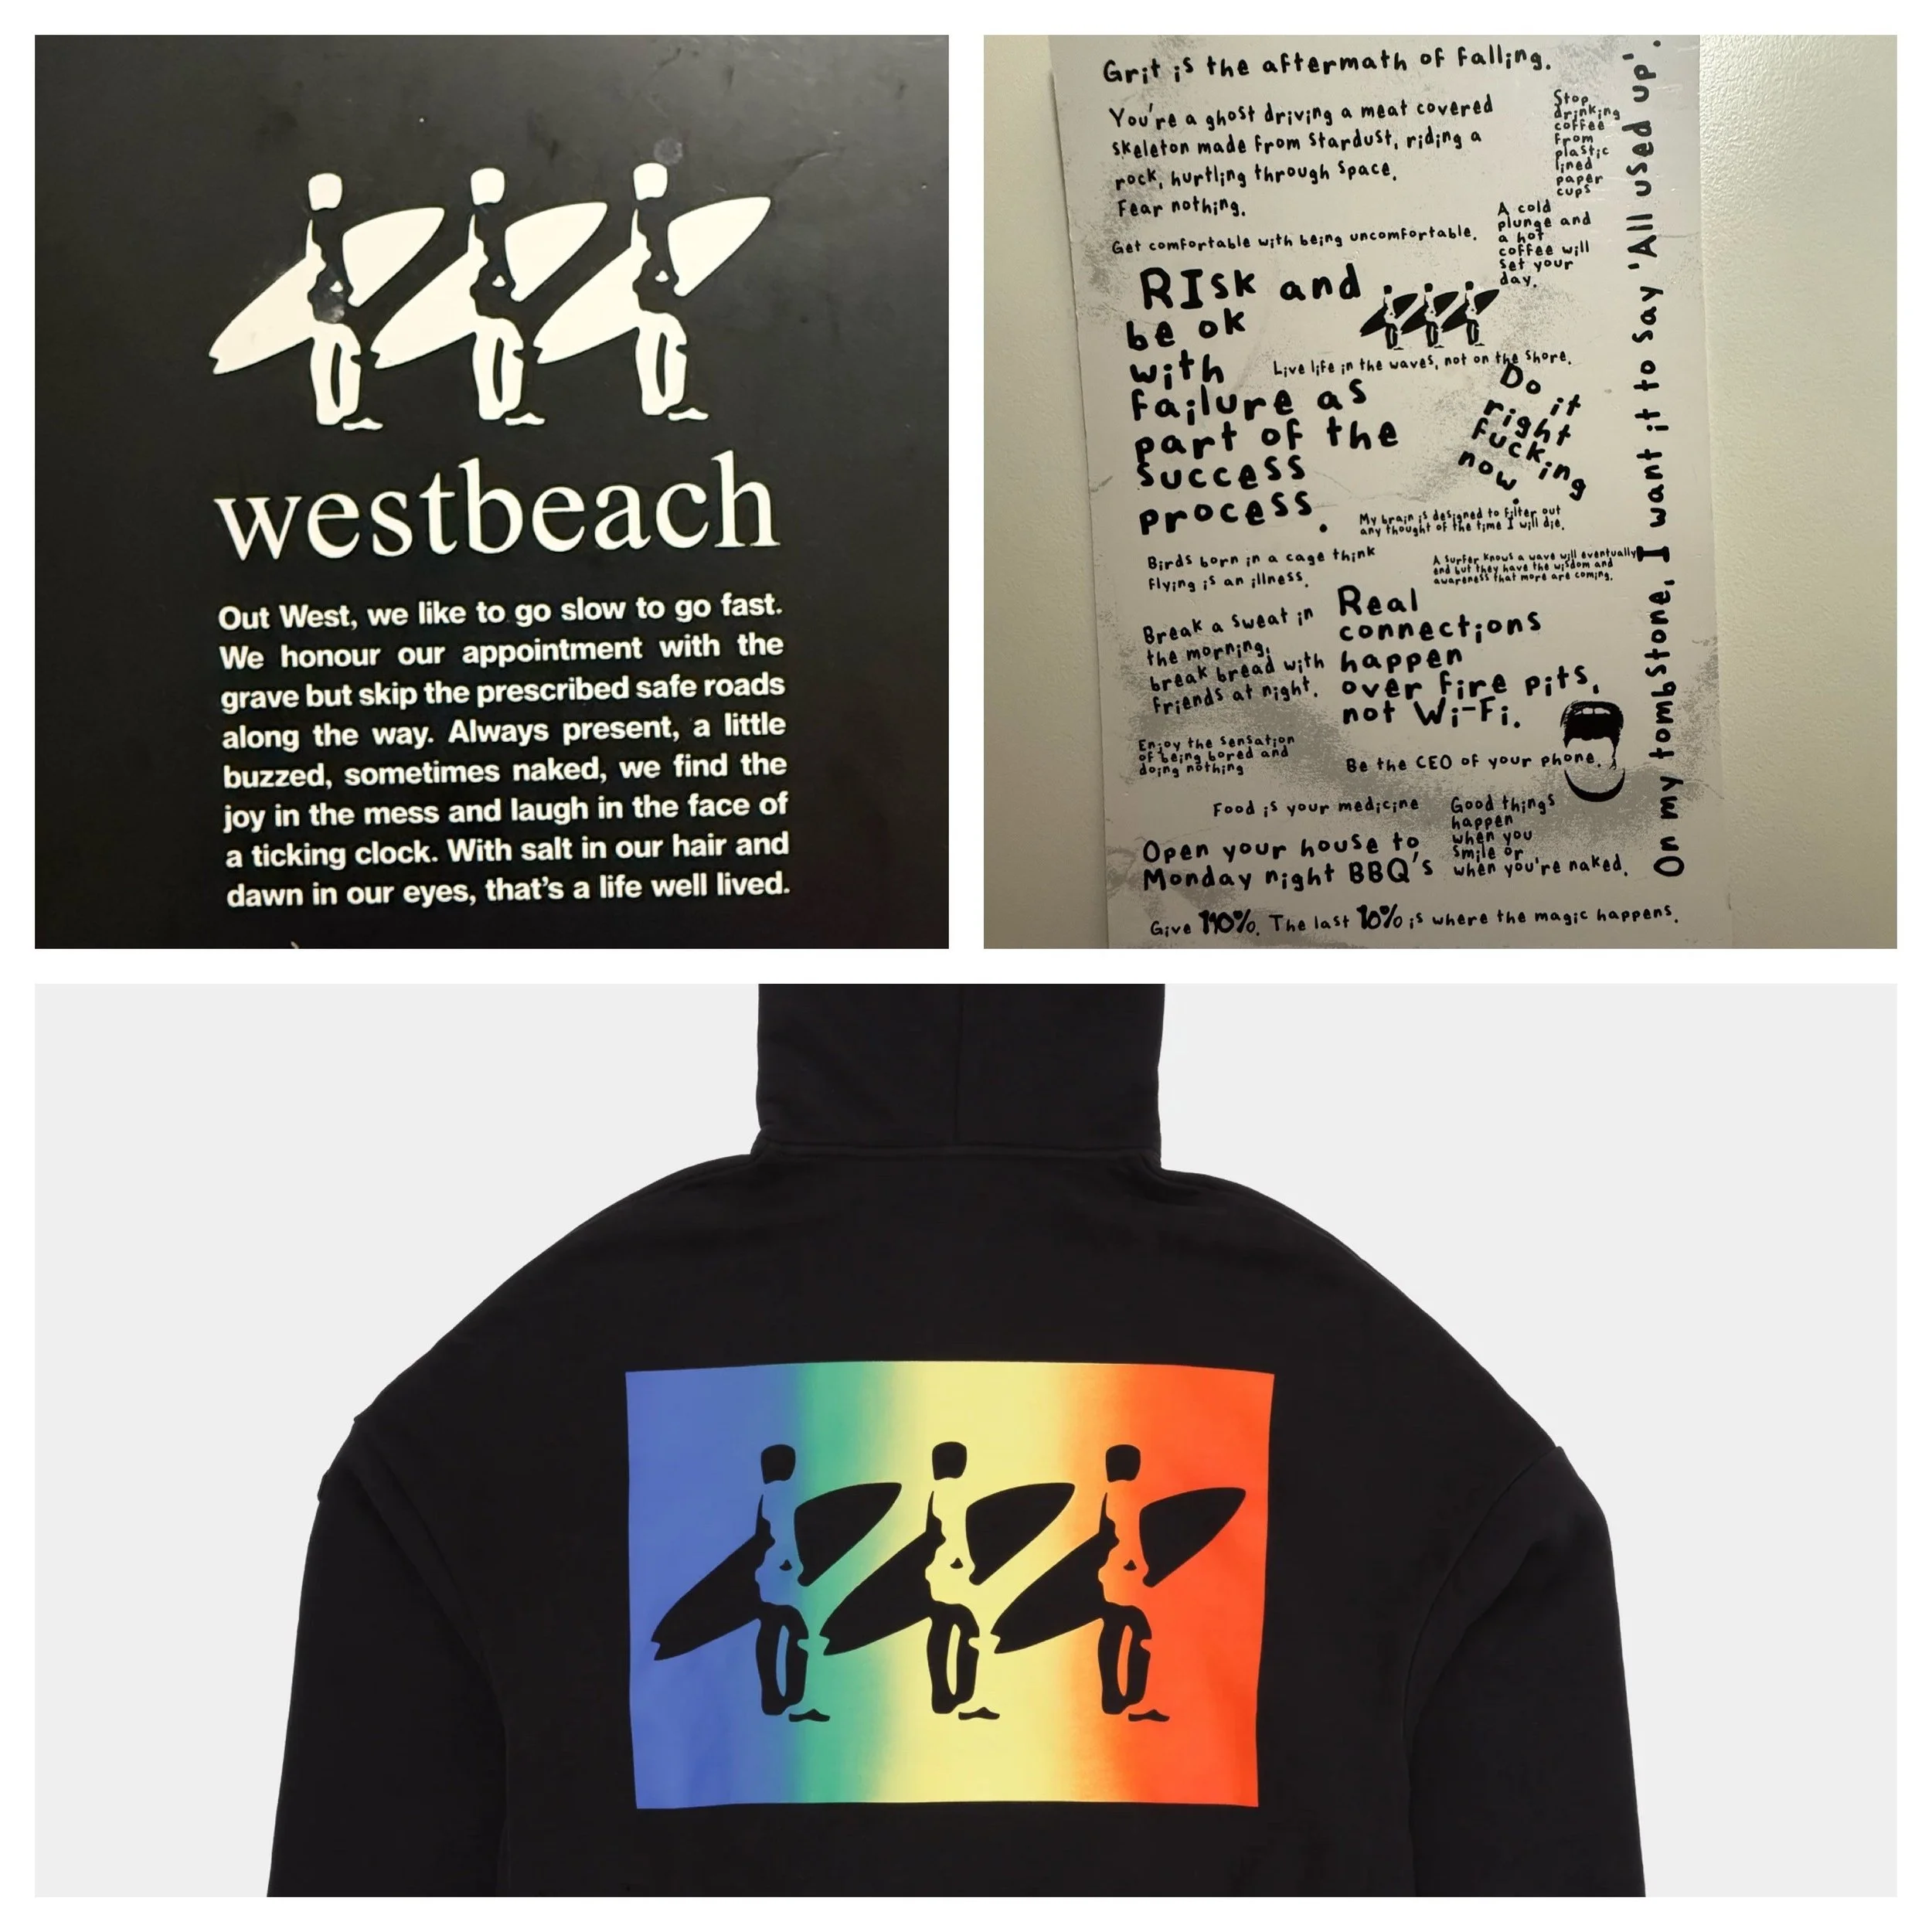 westbeach
Out West, we like to go slow to go fast.
We honour our appointment with the
grave but skip the prescribed safe roads
along the way. Always present, a little
buzzed, sometimes naked, we find the
joy in the mess and laugh in the face of
a ticking clock. With salt in our hair and
dawn in our eyes, that's a life well lived.
Grit is the aftermath of falling.
You're a ghost driving a meat covered
skeleton made from stardust, riding a
rock, hurtling through space.
Fear nothing.
Stop
drinking
coffee
from
plastic
lined
paper
cups
Get comfortable with being uncomfortable.
A cold
plunge and
a hot
coffee will
set your
day.
RIsk and
be ok
with
failure as
part of the
success
process.
Live life in the waves, not on the shore.
Do it
right
fucking
now.
My brain is designed to filter out
any thought of the time I will die.
Birds born in a cage think
flying is an illness.
A surfer knows a wave will eventually
end but they have the wisdom and
awareness that more are coming.
Break a sweat in
the morning,
break bread with
friends at night.
Real
connections
happen
over fire pits,
not Wi-Fi.
Enjoy the sensation
of being bored and
doing nothing
Be the CEO of your phone.
Food is your medicine
Good things
happen
when you
smile or
when you're naked.
Open your house to
Monday night BBQ's
Give 110%. The last 10% is where the magic happens.
On my tombstone, I want it to say 'All used up'.